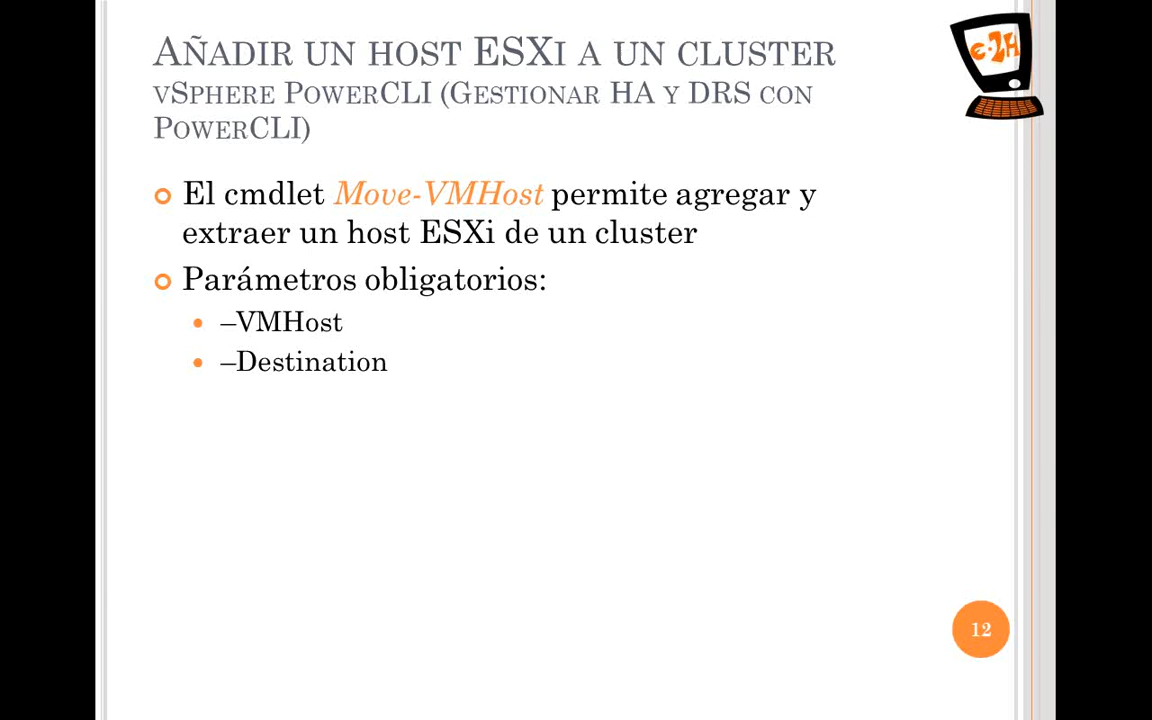 AÑADIR UN HOST ESXI A UN CLUSTER
VSPHERE POWERCLI (GESTIONAR HA Y DRS CON
POWERCLI)
e-2H
El cmdlet Move-VMHost permite agregar y
extraer un host ESXi de un cluster
Parámetros obligatorios:
–VMHost
–Destination
12